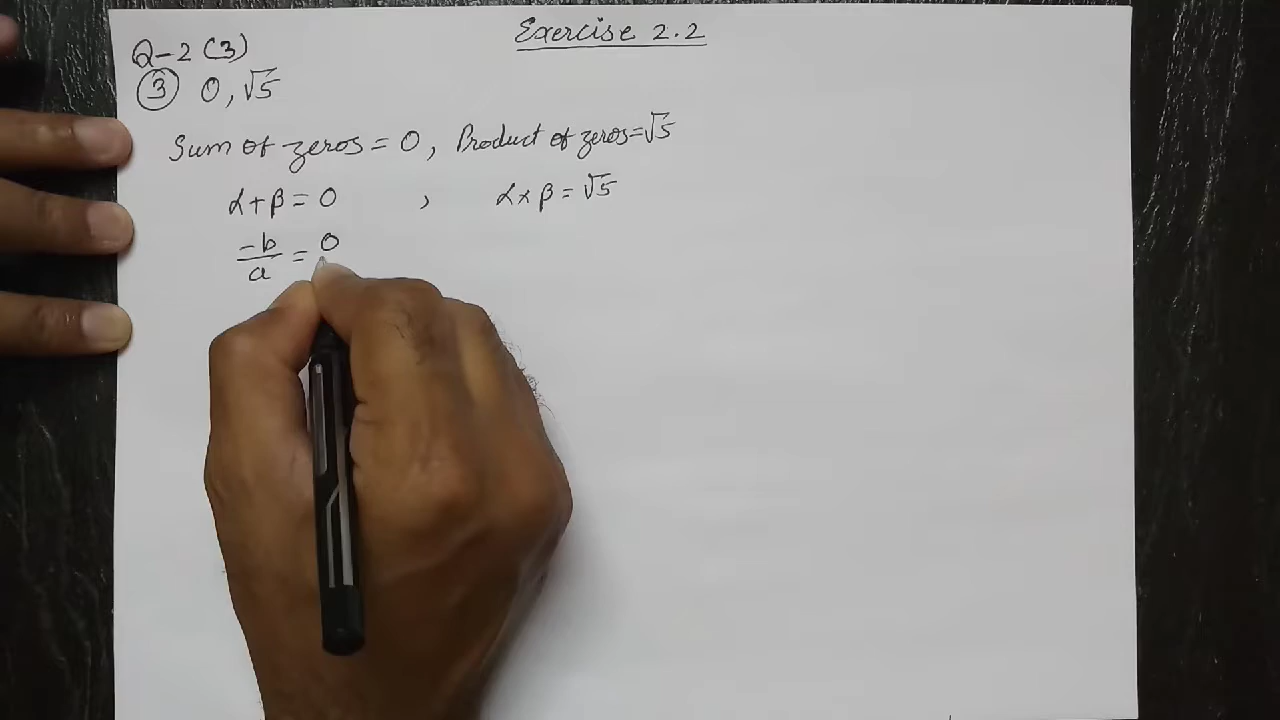 Exercise 2.2
Q-2 (3)
③ 0, √5
Sum of zeros = 0, Product of zeros = √5
α + β = 0 , α × β = √5
-b/a = 0